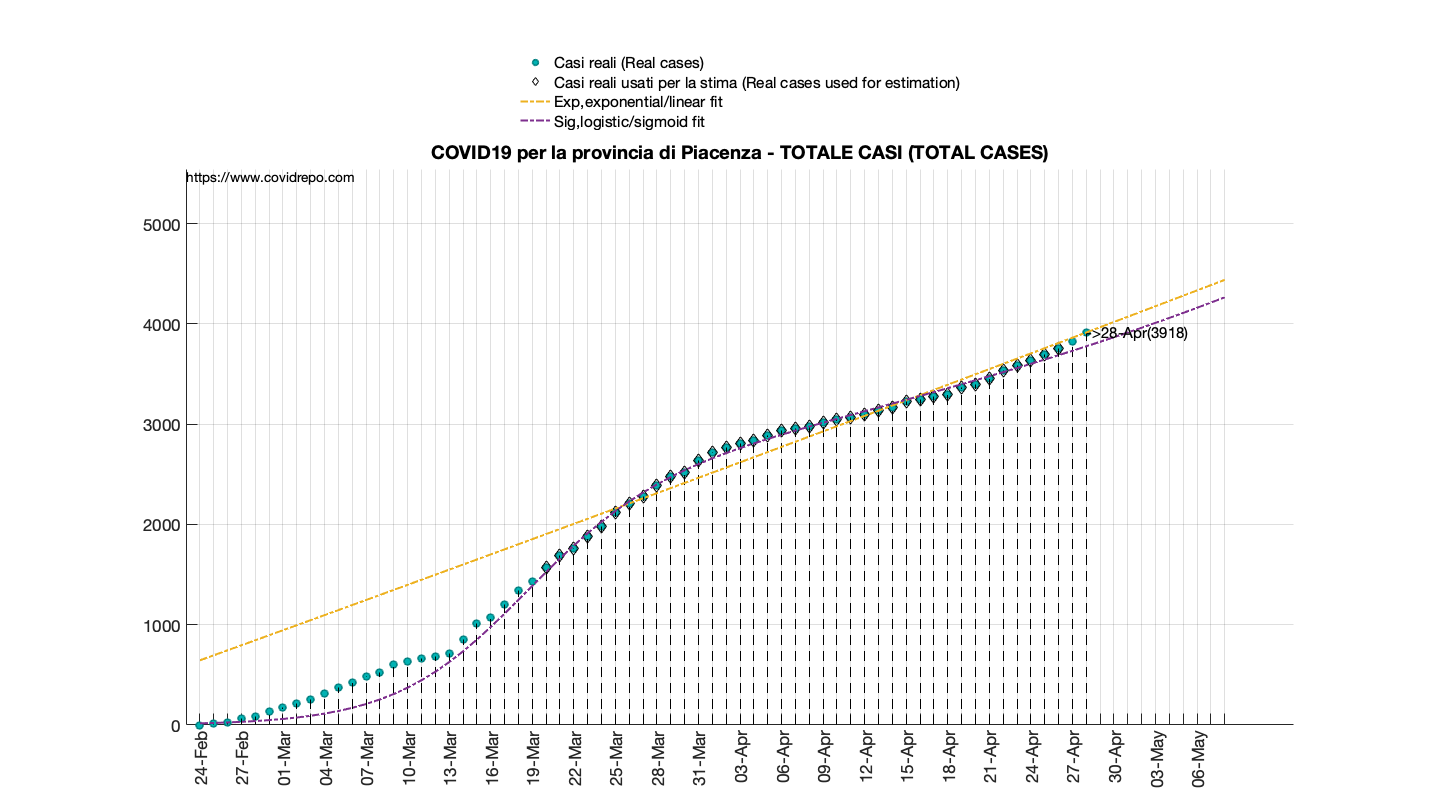 Casi reali (Real cases)
Casi reali usati per la stima (Real cases used for estimation)
Exp,exponential/linear fit
Sig,logistic/sigmoid fit
COVID19 per la provincia di Piacenza - TOTALE CASI (TOTAL CASES)
https://www.covidrepo.com
5000
4000
3000
2000
1000
0
->28-Apr(3918)
24-Feb
27-Feb
01-Mar
04-Mar
07-Mar
10-Mar
13-Mar
16-Mar
19-Mar
22-Mar
25-Mar
28-Mar
31-Mar
03-Apr
06-Apr
09-Apr
12-Apr
15-Apr
18-Apr
21-Apr
24-Apr
27-Apr
30-Apr
03-May
06-May